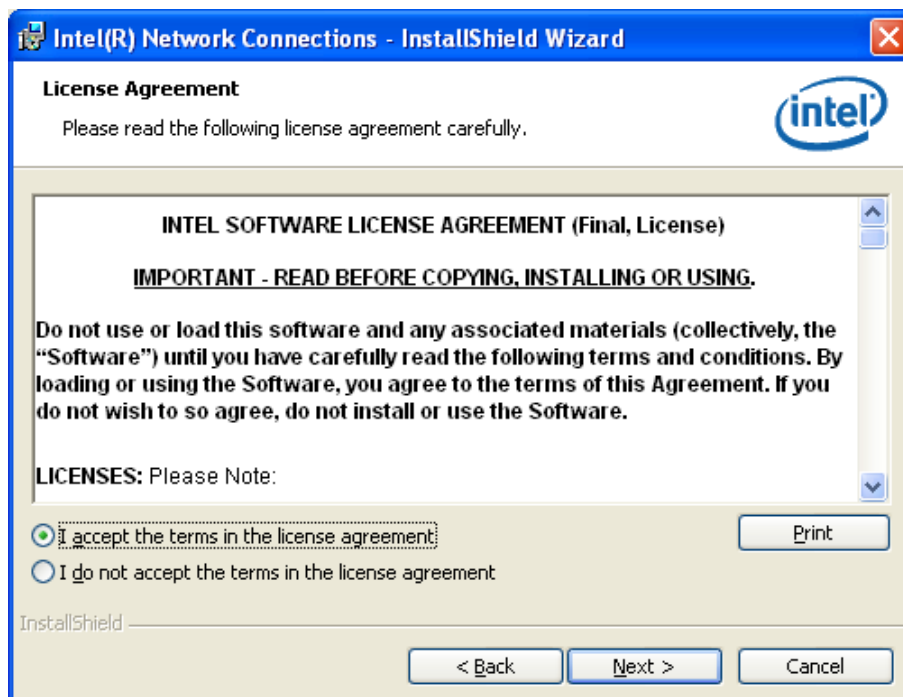 Intel(R) Network Connections - InstallShield Wizard
License Agreement
Please read the following license agreement carefully.
intel
INTEL SOFTWARE LICENSE AGREEMENT (Final, License)
IMPORTANT - READ BEFORE COPYING, INSTALLING OR USING.
Do not use or load this software and any associated materials (collectively, the
“Software”) until you have carefully read the following terms and conditions. By
loading or using the Software, you agree to the terms of this Agreement. If you
do not wish to so agree, do not install or use the Software.
LICENSES: Please Note:
I accept the terms in the license agreement
Print
I do not accept the terms in the license agreement
InstallShield
< Back
Next >
Cancel